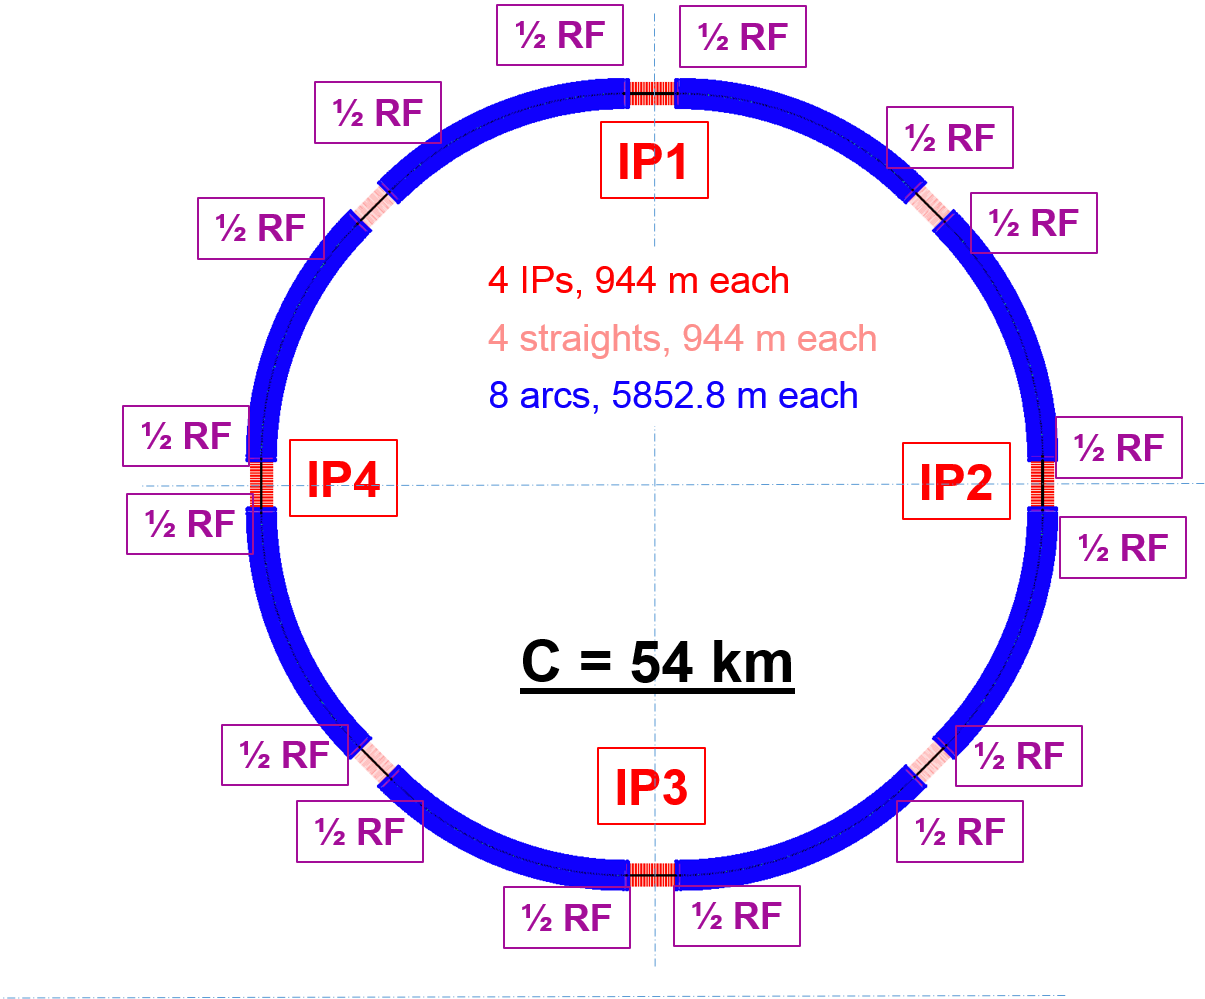 ½ RF
½ RF
½ RF
½ RF
IP1
½ RF
½ RF
4 IPs, 944 m each
4 straights, 944 m each
8 arcs, 5852.8 m each
½ RF
½ RF
IP4
IP2
½ RF
½ RF
C = 54 km
½ RF
½ RF
IP3
½ RF
½ RF
½ RF
½ RF